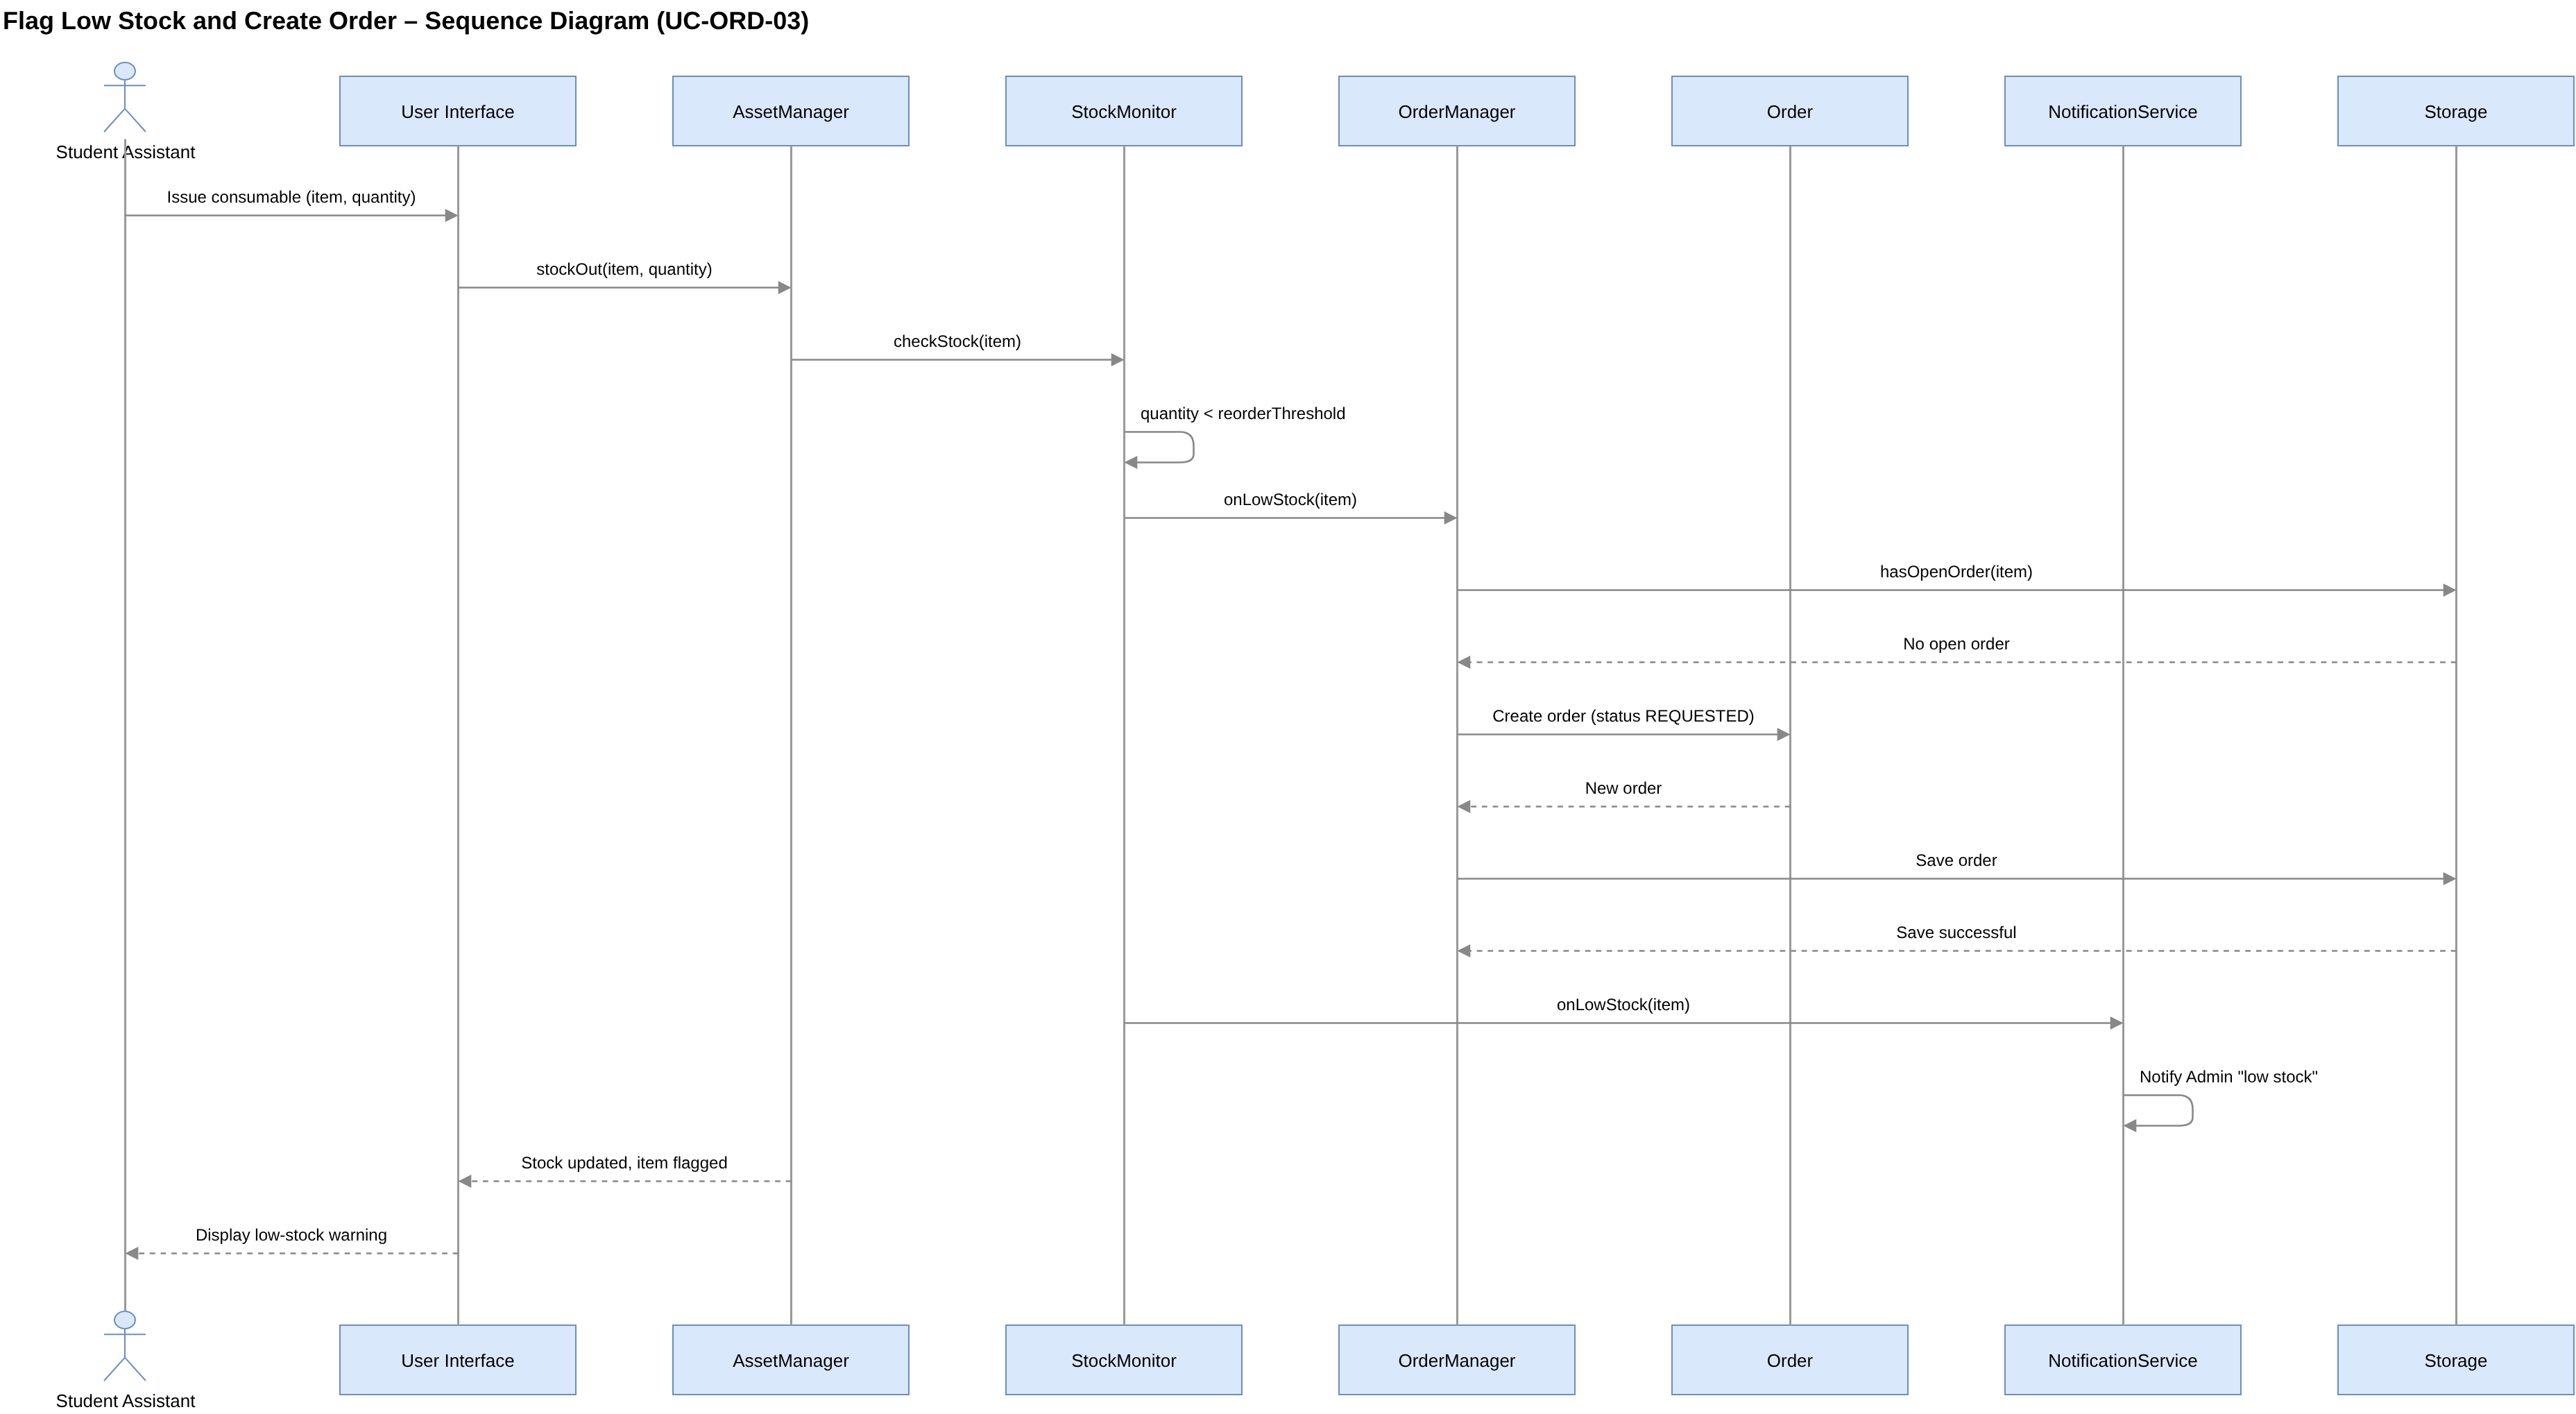 Flag Low Stock and Create Order – Sequence Diagram (UC-ORD-03)
Student Assistant
User Interface
AssetManager
StockMonitor
OrderManager
Order
NotificationService
Storage
Issue consumable (item, quantity)
stockOut(item, quantity)
checkStock(item)
quantity < reorderThreshold
onLowStock(item)
hasOpenOrder(item)
No open order
Create order (status REQUESTED)
New order
Save order
Save successful
onLowStock(item)
Notify Admin "low stock"
Stock updated, item flagged
Display low-stock warning
Student Assistant
User Interface
AssetManager
StockMonitor
OrderManager
Order
NotificationService
Storage